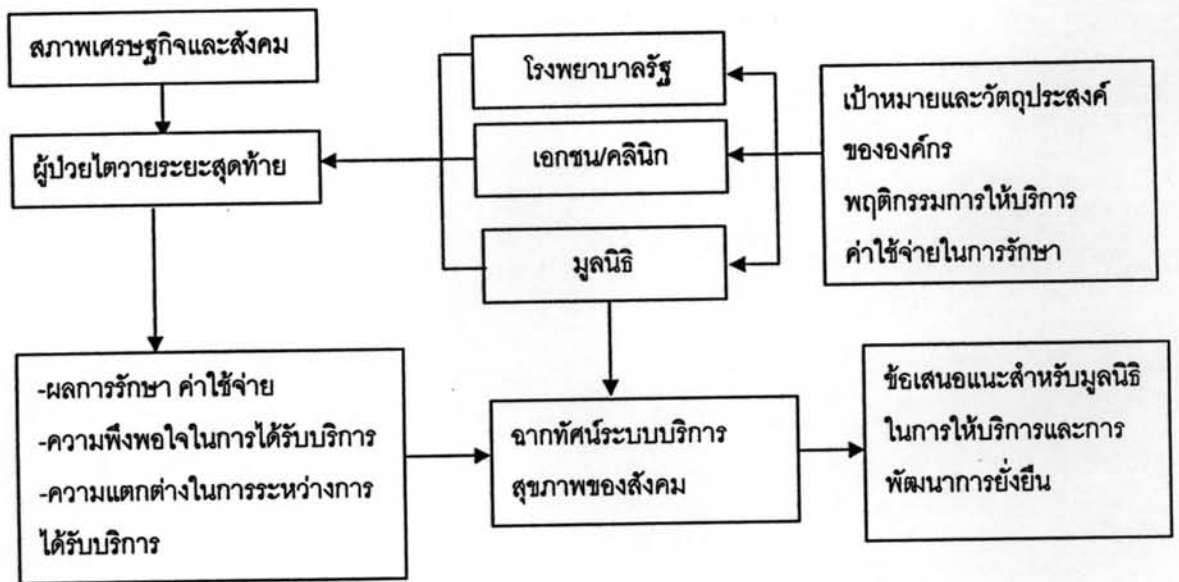 สภาพเศรษฐกิจและสังคม
โรงพยาบาลรัฐ
เป้าหมายและวัตถุประสงค์
ขององค์กร
พฤติกรรมการให้บริการ
ค่าใช้จ่ายในการรักษา
ผู้ป่วยไตวายระยะสุดท้าย
เอกชน/คลินิก
มูลนิธิ
-ผลการรักษา ค่าใช้จ่าย
-ความพึงพอใจในการได้รับบริการ
-ความแตกต่างในการระหว่างการ
ได้รับบริการ
ฉากทัศน์ระบบบริการ
สุขภาพของสังคม
ข้อเสนอแนะสำหรับมูลนิธิ
ในการให้บริการและการ
พัฒนาการยั่งยืน